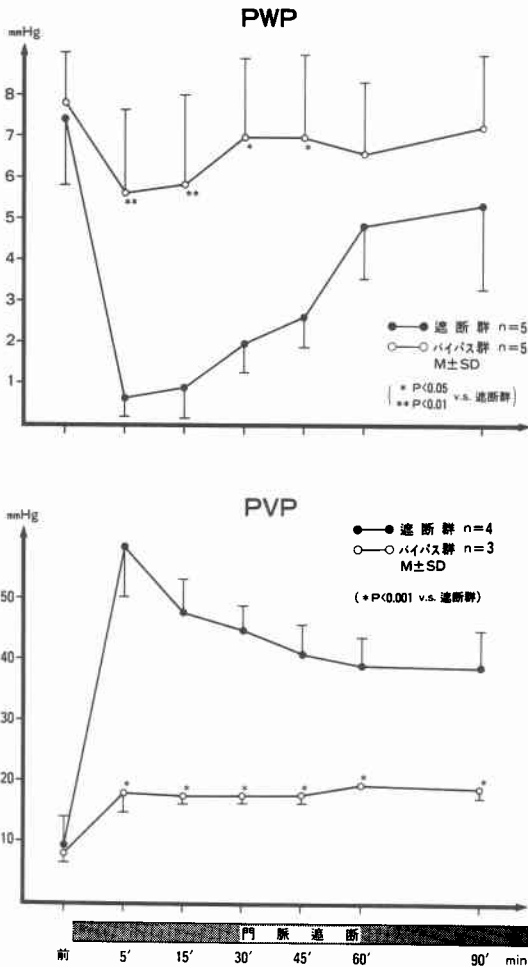 PWP
mmHg
8
7
6
5
4
3
2
1
** ** * *
●―● 遮断群 n=5
○―○ バイパス群 n=5
M±SD
( * P<0.05
** P<0.01 v.s. 遮断群 )
PVP
mmHg
50
40
30
20
10
* * * * * *
●―● 遮断群 n=4
○―○ バイパス群 n=3
M±SD
(*P<0.001 v.s. 遮断群)
門脈遮断
前 5′ 15′ 30′ 45′ 60′ 90′ min